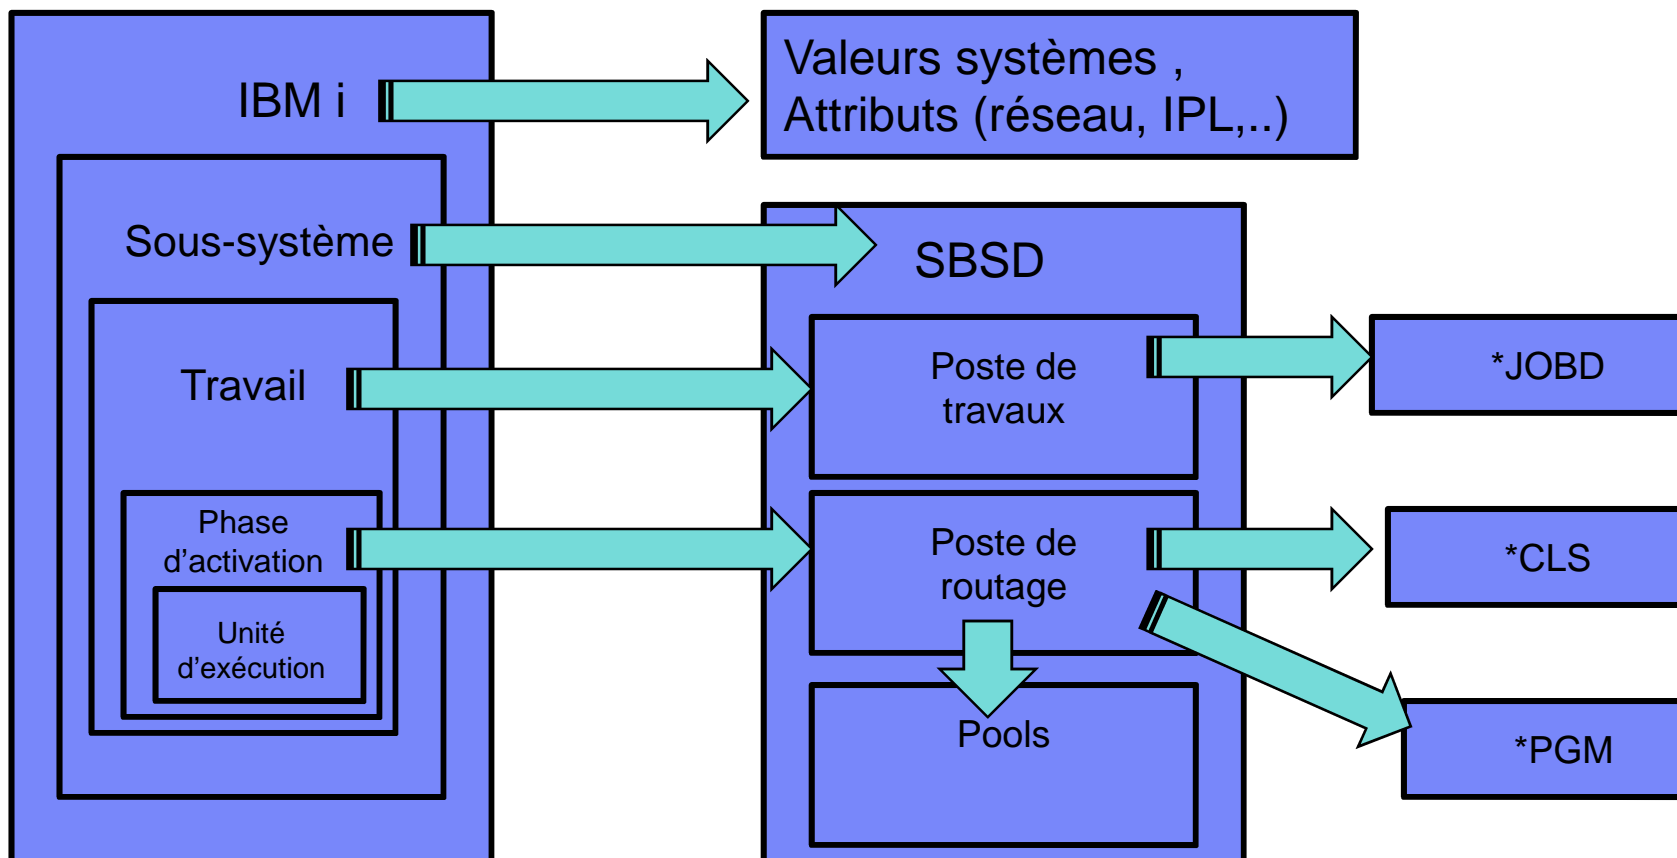 IBM i
Valeurs systèmes ,
Attributs (réseau, IPL,..)
Sous-système
SBSD
Travail
Poste de
travaux
*JOBD
Phase
d’activation
Poste de
routage
*CLS
Unité
d’exécution
Pools
*PGM